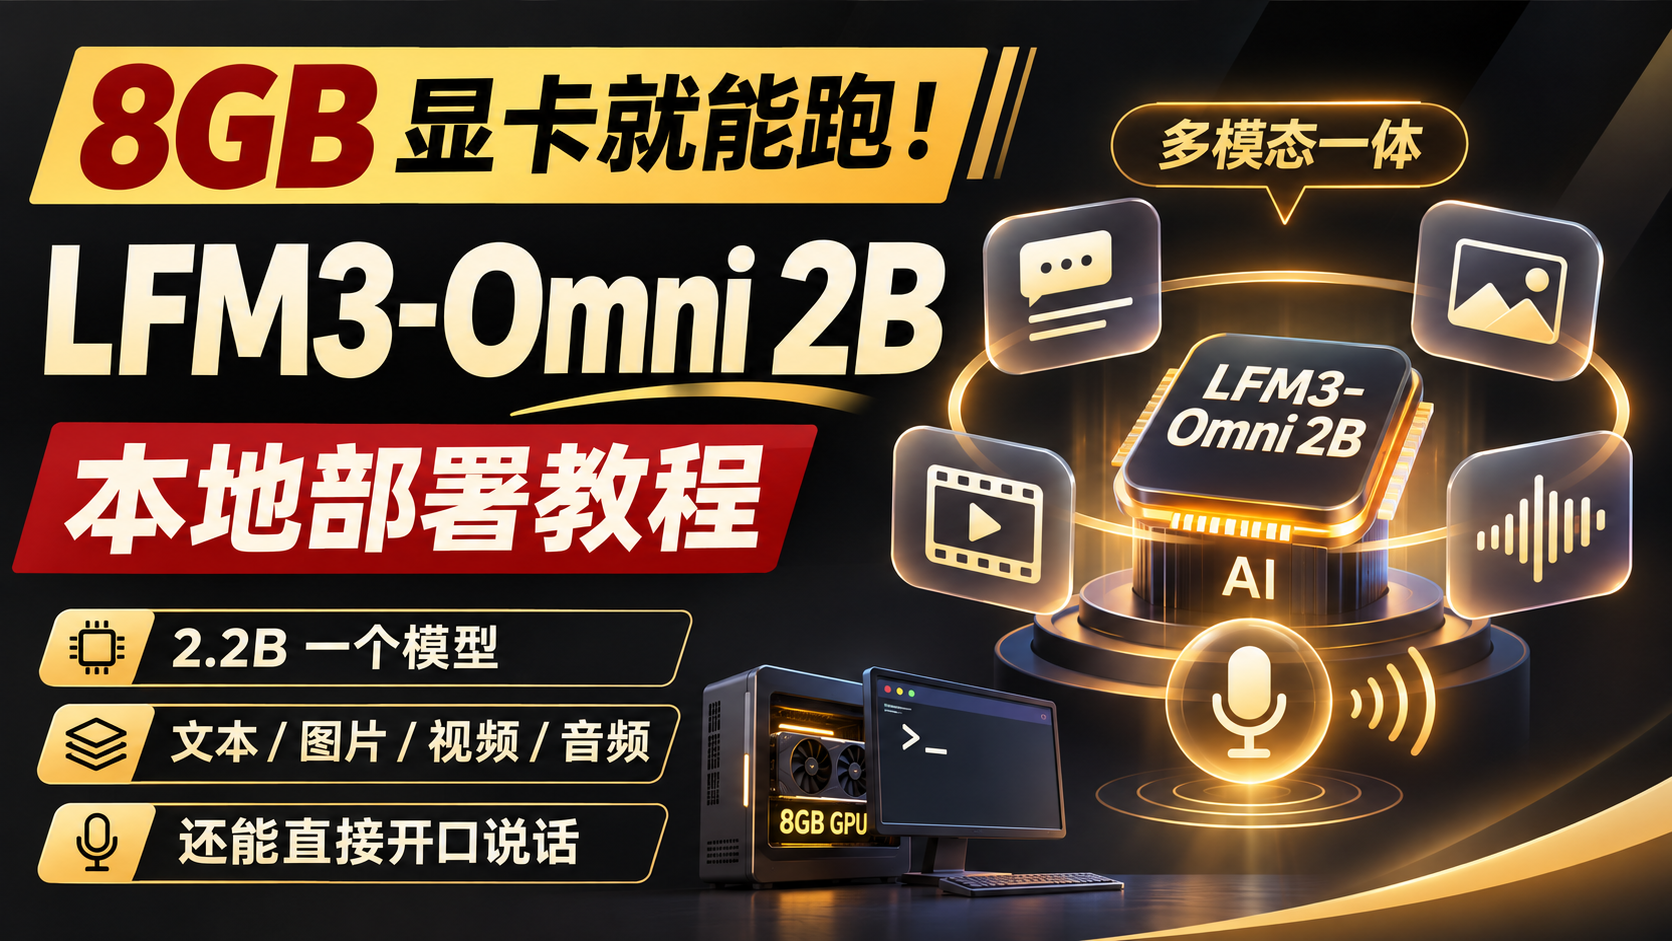 8GB 显卡就能跑!
LFM3-Omni 2B
本地部署教程
2.2B 一个模型
文本 / 图片 / 视频 / 音频
还能直接开口说话
多模态一体
LFM3-
Omni 2B
AI
>_
8GB GPU